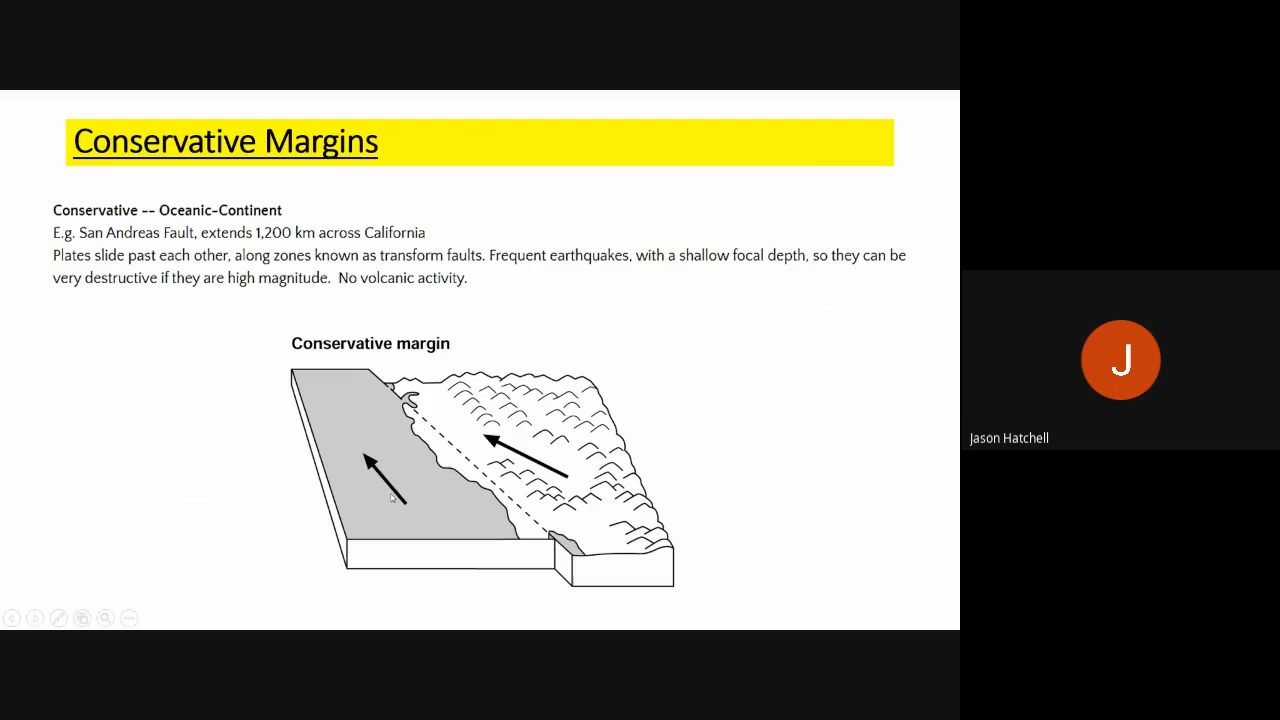 Conservative Margins
Conservative -- Oceanic-Continent
E.g. San Andreas Fault, extends 1,200 km across California
Plates slide past each other, along zones known as transform faults. Frequent earthquakes, with a shallow focal depth, so they can be
very destructive if they are high magnitude.  No volcanic activity.
Conservative margin
J
Jason Hatchell